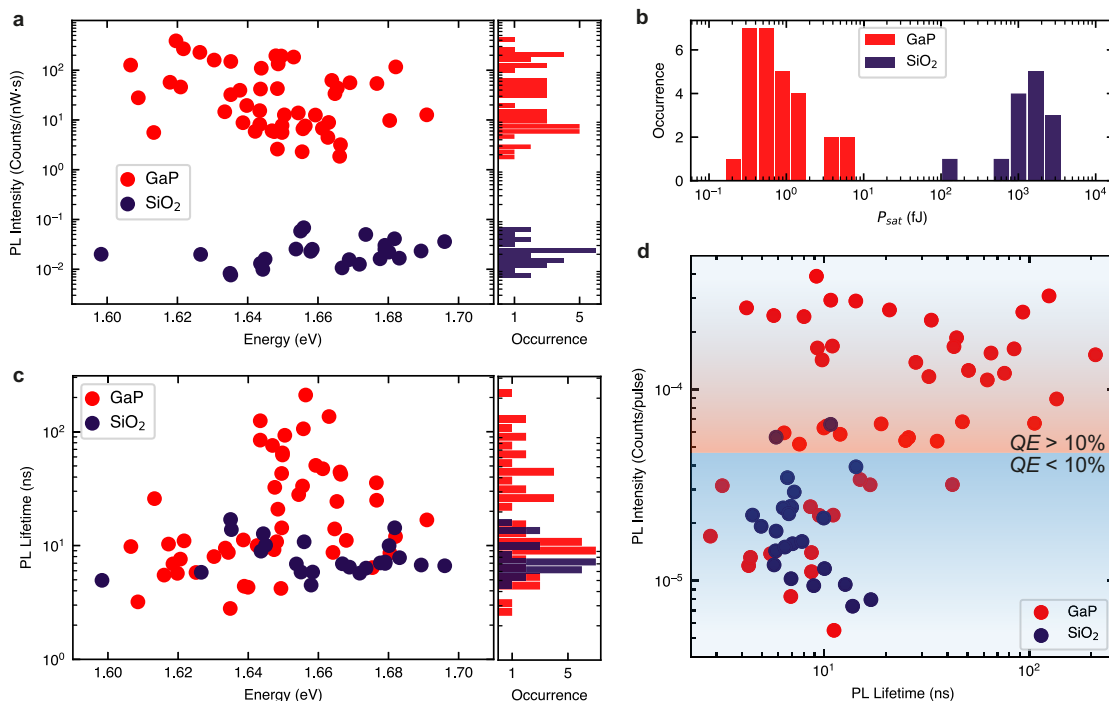 a
PL Intensity (Counts/(nW·s))
10²
10¹
10⁰
10⁻¹
10⁻²
GaP
SiO₂
1.60
1.62
1.64
1.66
1.68
1.70
Energy (eV)
1
5
Occurrence
b
Occurrence
6
4
2
0
GaP
SiO₂
10⁻¹
10⁰
10¹
10²
10³
10⁴
P_sat (fJ)
c
PL Lifetime (ns)
10²
10¹
10⁰
GaP
SiO₂
1.60
1.62
1.64
1.66
1.68
1.70
Energy (eV)
1
5
Occurrence
d
PL Intensity (Counts/pulse)
10⁻⁴
10⁻⁵
QE > 10%
QE < 10%
GaP
SiO₂
10¹
10²
PL Lifetime (ns)